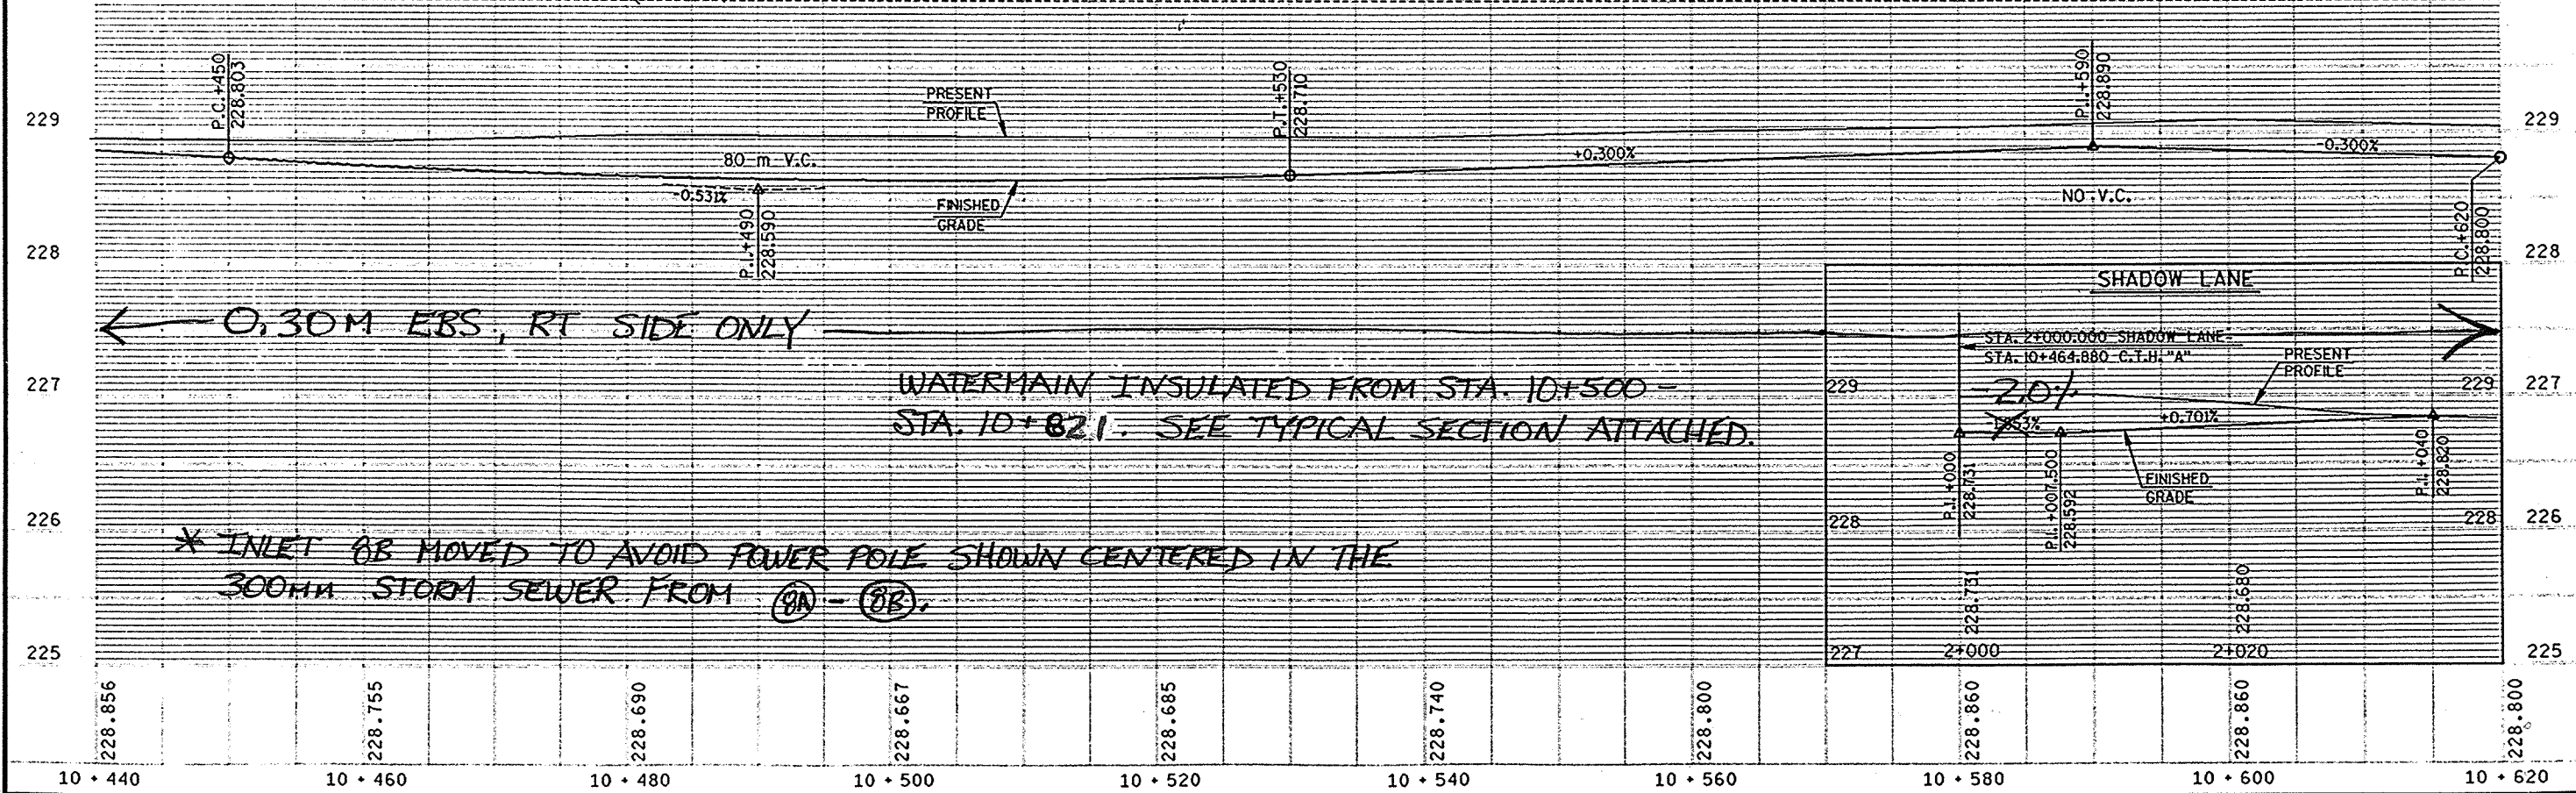 P.C.+450
228.803
PRESENT
PROFILE
P.T.+530
228.710
P.I.+590
228.890
229
229
80 m V.C.
+0.300%
-0.300%
-0.531%
FINISHED
GRADE
NO V.C.
P.I.+490
228.590
P.C.+620
228.800
228
228
SHADOW LANE
← 0.30M EBS, RT SIDE ONLY
STA. 2+000.000 SHADOW LANE-
STA. 10+464.880 C.T.H. "A"
PRESENT
PROFILE
227
WATERMAIN INSULATED FROM STA. 10+500 -
STA. 10+821. SEE TYPICAL SECTION ATTACHED.
229
-2.0%
229
227
+0.701%
P.I.+000
228.731
P.I.+007.500
228.592
FINISHED
GRADE
P.I.+040
228.820
226
228
228
226
* INLET 8B MOVED TO AVOID POWER POLE SHOWN CENTERED IN THE
300MM STORM SEWER FROM 8A - 8B.
228.731
228.680
225
227
2+000
2+020
225
228.856
228.755
228.690
228.667
228.685
228.740
228.800
228.860
228.860
228.800
10+440
10+460
10+480
10+500
10+520
10+540
10+560
10+580
10+600
10+620